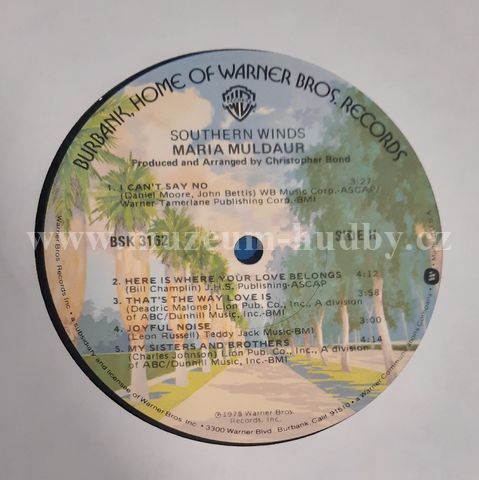 BURBANK, HOME OF WARNER BROS. RECORDS
SOUTHERN WINDS
MARIA MULDAUR
Produced and Arranged by Christopher Bond
1. I CAN'T SAY NO 3:27
(Daniel Moore, John Bettis) WB Music Corp.-ASCAP/
Warner-Tamerlane Publishing Corp.-BMI
BSK 3162 SIDE
www.muzeum-hudby.cz
2. HERE IS WHERE YOUR LOVE BELONGS 4:12
(Bill Champlin) J.H.S. Publishing-ASCAP
3. THAT'S THE WAY LOVE IS 3:58
(Deadric Malone) Lion Pub. Co., Inc., A division
of ABC/Dunhill Music, Inc.-BMI
4. JOYFUL NOISE 3:00
(Leon Russell) Teddy Jack Music-BMI
5. MY SISTERS AND BROTHERS 4:14
(Charles Johnson) Lion Pub. Co., Inc., A division
of ABC/Dunhill Music, Inc.-BMI
℗©1978 Warner Bros.
Records, Inc.
a subsidiary and licensee of Warner Bros. Inc. • 3300 Warner Blvd., Burbank, Calif. 91510 • a Warner Communications Company